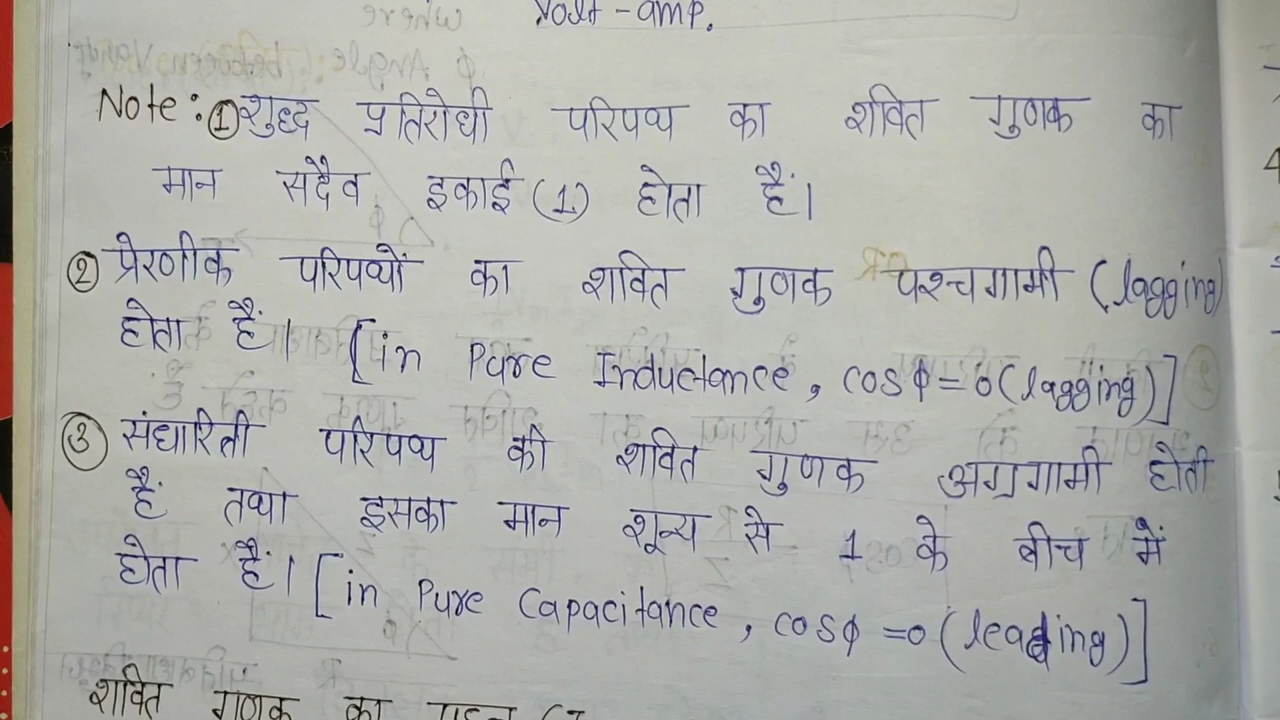 Volt-amp.
Note: ① शुध्द प्रतिरोधी परिपथ का शक्ति गुणक का
मान सदैव इकाई (1) होता हैं।
② प्रेरणीक परिपथों का शक्ति गुणक पश्चगामी (lagging)
होता हैं। [in Pure Inductance, cosφ=0(lagging)]
③ संधारिती परिपथ की शक्ति गुणक अग्रगामी होती
हैं तथा इसका मान शून्य से 1 के बीच में
होता हैं। [in Pure Capacitance, cosφ =0(leading)]
शक्ति गुणक का